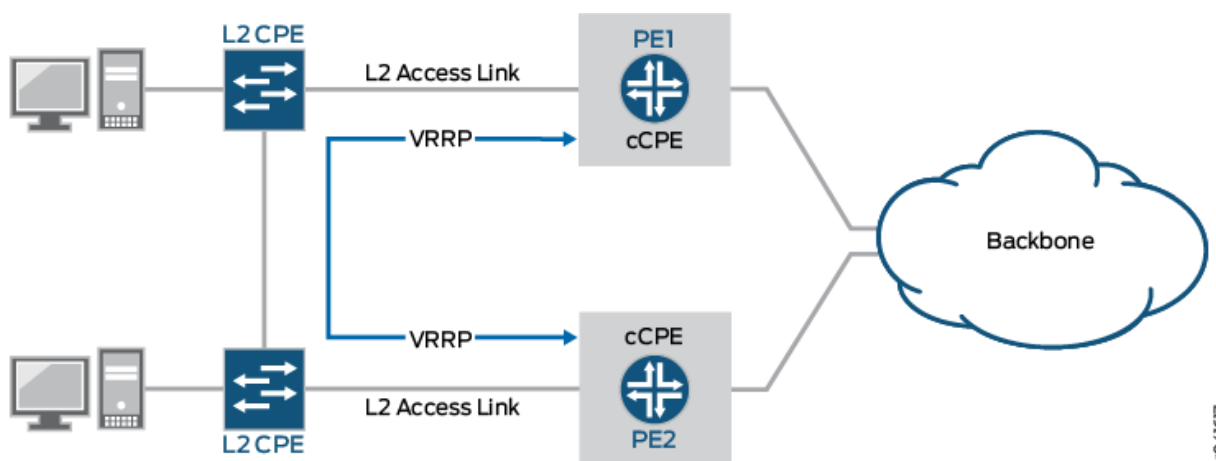 L2 CPE
L2 Access Link
PE1
cCPE
VRRP
Backbone
VRRP
cCPE
PE2
L2 Access Link
L2 CPE